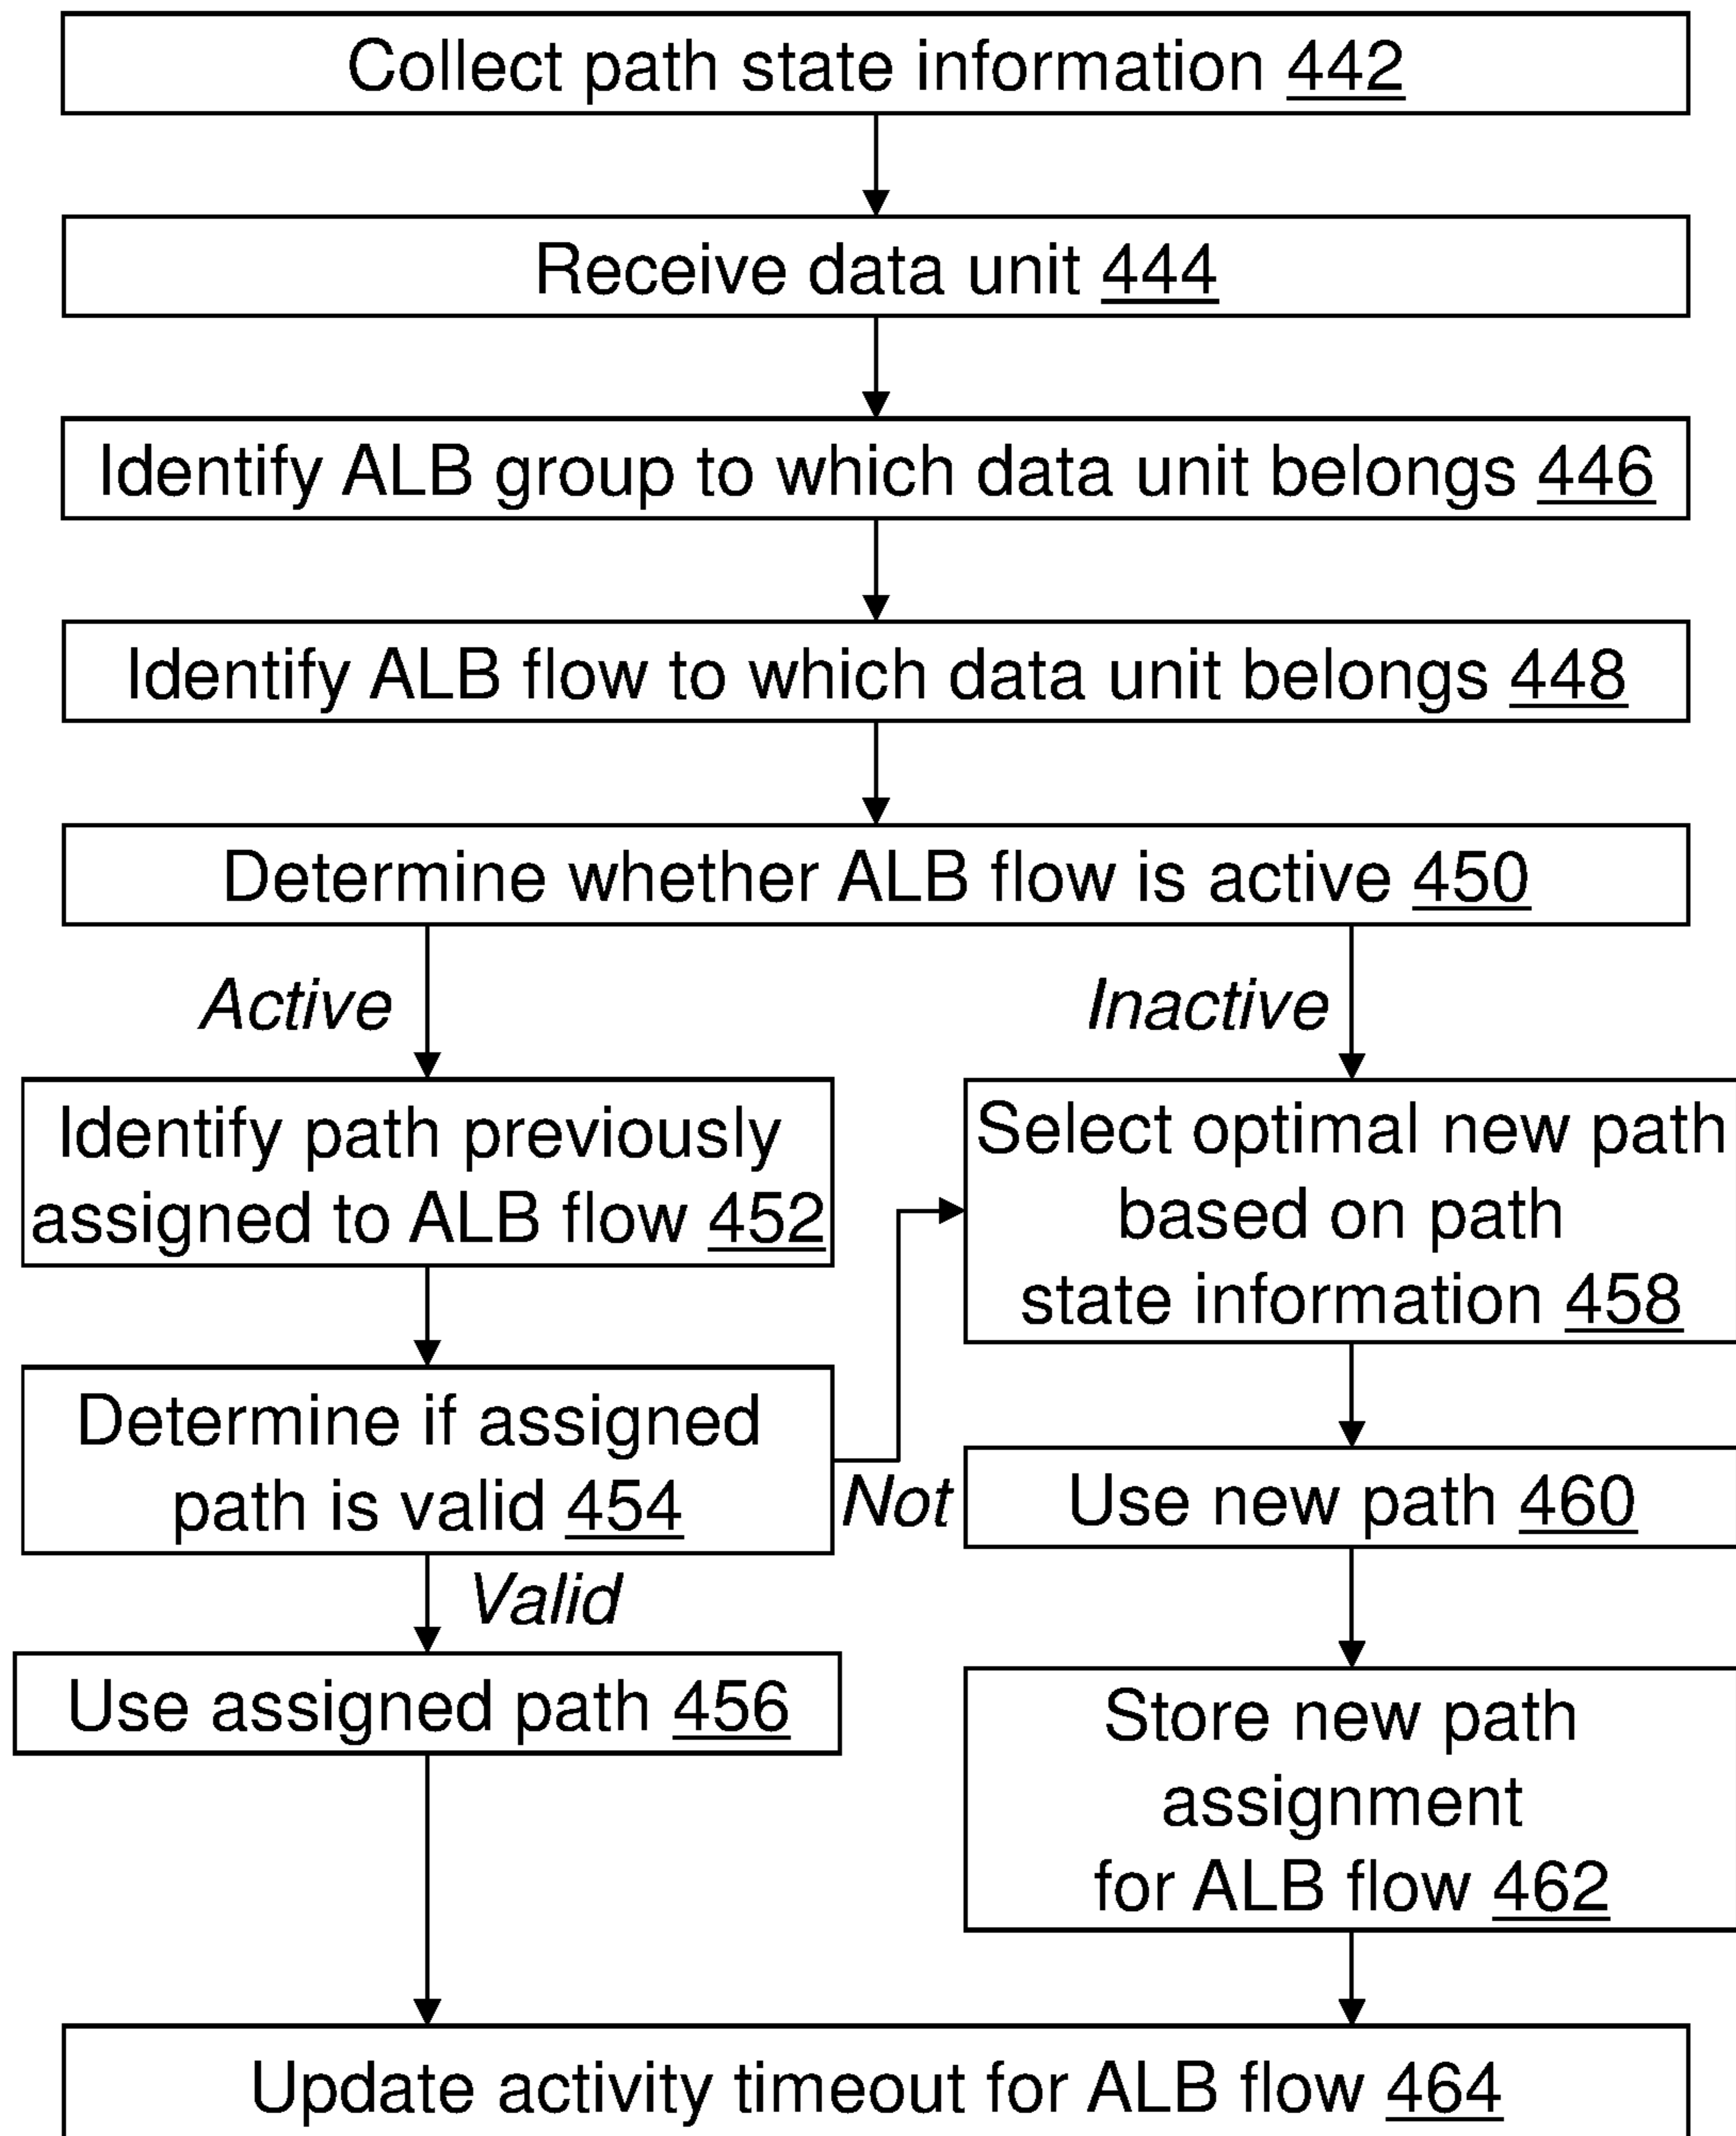 Collect path state information 442
Receive data unit 444
Identify ALB group to which data unit belongs 446
Identify ALB flow to which data unit belongs 448
Determine whether ALB flow is active 450
Active
Inactive
Identify path previously
assigned to ALB flow 452
Select optimal new path
based on path
state information 458
Determine if assigned
path is valid 454
Not
Use new path 460
Valid
Use assigned path 456
Store new path
assignment
for ALB flow 462
Update activity timeout for ALB flow 464